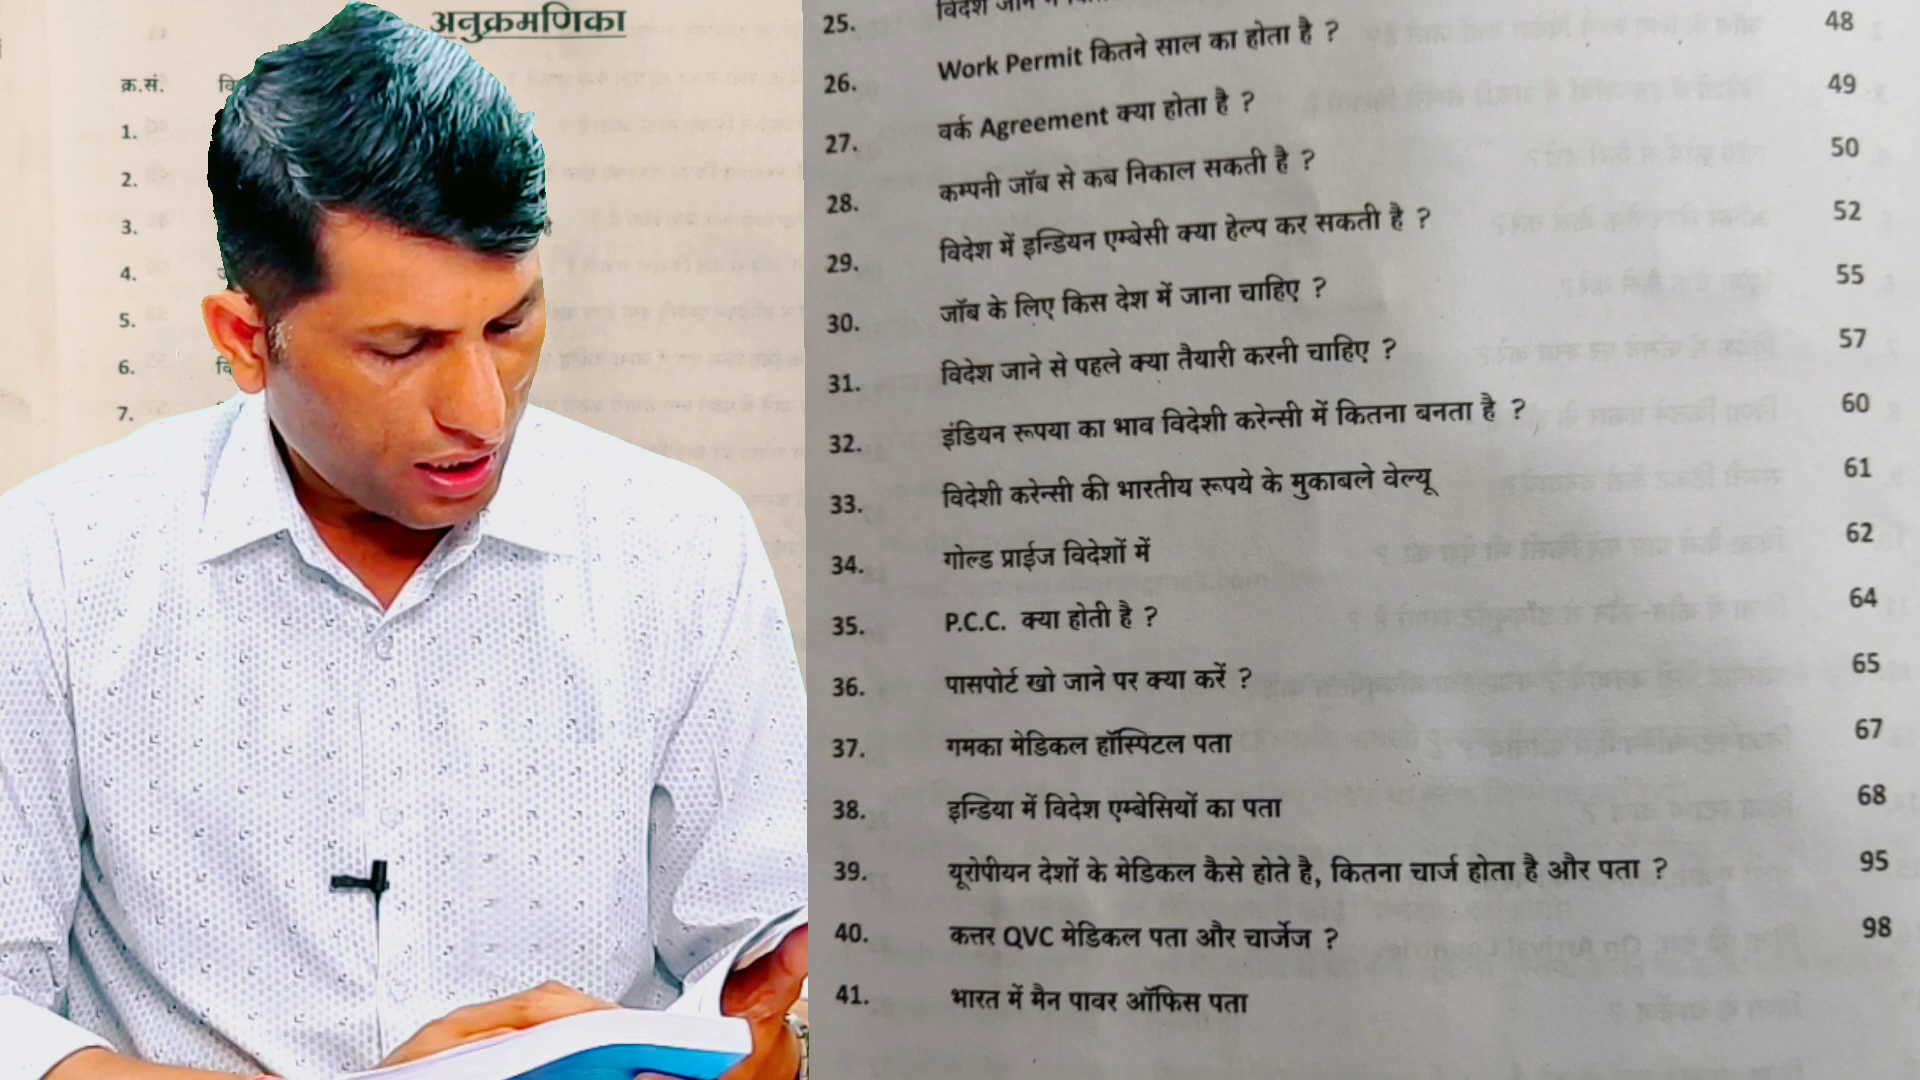 अनुक्रमणिका
क्र.सं.
1.
2.
3. है
4.
5.
6.
7.
25. विदेश जाने
26. Work Permit कितने साल का होता है ? 48
27. वर्क Agreement क्या होता है ? 49
28. कम्पनी जॉब से कब निकाल सकती है ? 50
29. विदेश में इन्डियन एम्बेसी क्या हेल्प कर सकती है ? 52
30. जॉब के लिए किस देश में जाना चाहिए ? 55
31. विदेश जाने से पहले क्या तैयारी करनी चाहिए ? 57
32. इंडियन रूपया का भाव विदेशी करेन्सी में कितना बनता है ? 60
33. विदेशी करेन्सी की भारतीय रूपये के मुकाबले वेल्यू 61
34. गोल्ड प्राईज विदेशों में 62
35. P.C.C. क्या होती है ? 64
36. पासपोर्ट खो जाने पर क्या करें ? 65
37. गमका मेडिकल हॉस्पिटल पता 67
38. इन्डिया में विदेश एम्बेसियों का पता 68
39. यूरोपीयन देशों के मेडिकल कैसे होते है, कितना चार्ज होता है और पता ? 95
40. कत्तर QVC मेडिकल पता और चार्जेज ? 98
41. भारत में मैन पावर ऑफिस पता